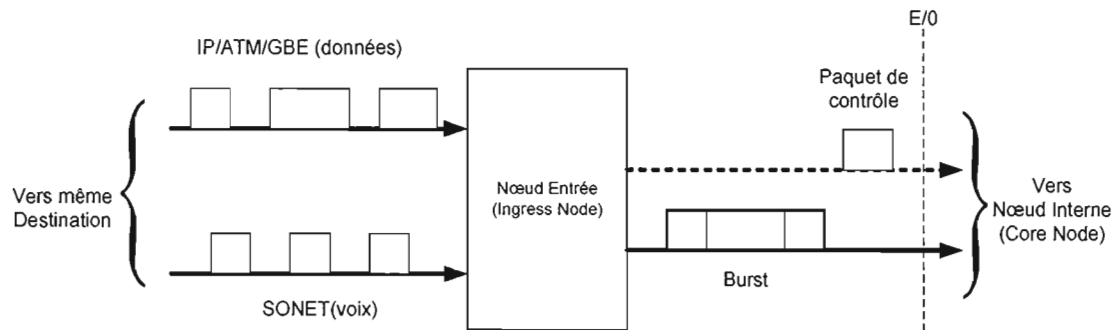 E/0
IP/ATM/GBE (données)
Paquet de
contrôle
Vers même
Destination
Nœud Entrée
(Ingress Node)
Vers
Nœud Interne
(Core Node)
Burst
SONET(voix)